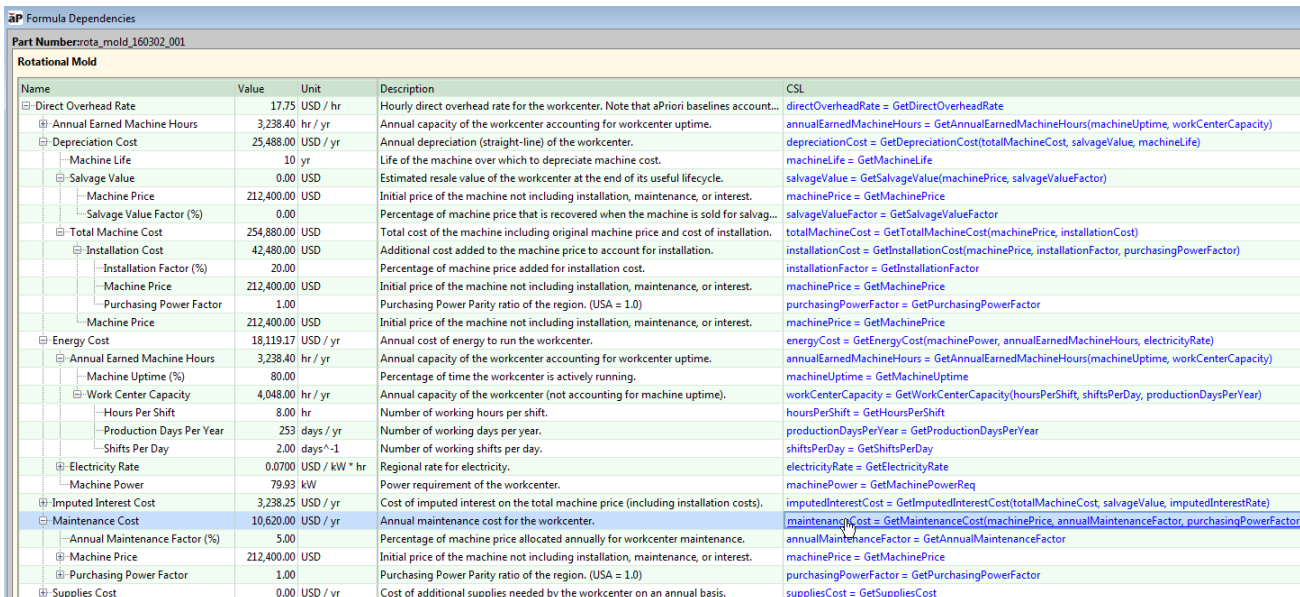 aP Formula Dependencies
Part Number:rota_mold_160302_001
Rotational Mold
Name Value Unit Description CSL
Direct Overhead Rate 17.75 USD / hr Hourly direct overhead rate for the workcenter. Note that aPriori baselines account... directOverheadRate = GetDirectOverheadRate
Annual Earned Machine Hours 3,238.40 hr / yr Annual capacity of the workcenter accounting for workcenter uptime. annualEarnedMachineHours = GetAnnualEarnedMachineHours(machineUptime, workCenterCapacity)
Depreciation Cost 25,488.00 USD / yr Annual depreciation (straight-line) of the workcenter. depreciationCost = GetDepreciationCost(totalMachineCost, salvageValue, machineLife)
Machine Life 10 yr Life of the machine over which to depreciate machine cost. machineLife = GetMachineLife
Salvage Value 0.00 USD Estimated resale value of the workcenter at the end of its useful lifecycle. salvageValue = GetSalvageValue(machinePrice, salvageValueFactor)
Machine Price 212,400.00 USD Initial price of the machine not including installation, maintenance, or interest. machinePrice = GetMachinePrice
Salvage Value Factor (%) 0.00 Percentage of machine price that is recovered when the machine is sold for salvag... salvageValueFactor = GetSalvageValueFactor
Total Machine Cost 254,880.00 USD Total cost of the machine including original machine price and cost of installation. totalMachineCost = GetTotalMachineCost(machinePrice, installationCost)
Installation Cost 42,480.00 USD Additional cost added to the machine price to account for installation. installationCost = GetInstallationCost(machinePrice, installationFactor, purchasingPowerFactor)
Installation Factor (%) 20.00 Percentage of machine price added for installation cost. installationFactor = GetInstallationFactor
Machine Price 212,400.00 USD Initial price of the machine not including installation, maintenance, or interest. machinePrice = GetMachinePrice
Purchasing Power Factor 1.00 Purchasing Power Parity ratio of the region. (USA = 1.0) purchasingPowerFactor = GetPurchasingPowerFactor
Machine Price 212,400.00 USD Initial price of the machine not including installation, maintenance, or interest. machinePrice = GetMachinePrice
Energy Cost 18,119.17 USD / yr Annual cost of energy to run the workcenter. energyCost = GetEnergyCost(machinePower, annualEarnedMachineHours, electricityRate)
Annual Earned Machine Hours 3,238.40 hr / yr Annual capacity of the workcenter accounting for workcenter uptime. annualEarnedMachineHours = GetAnnualEarnedMachineHours(machineUptime, workCenterCapacity)
Machine Uptime (%) 80.00 Percentage of time the workcenter is actively running. machineUptime = GetMachineUptime
Work Center Capacity 4,048.00 hr / yr Annual capacity of the workcenter (not accounting for machine uptime). workCenterCapacity = GetWorkCenterCapacity(hoursPerShift, shiftsPerDay, productionDaysPerYear)
Hours Per Shift 8.00 hr Number of working hours per shift. hoursPerShift = GetHoursPerShift
Production Days Per Year 253 days / yr Number of working days per year. productionDaysPerYear = GetProductionDaysPerYear
Shifts Per Day 2.00 days^-1 Number of working shifts per day. shiftsPerDay = GetShiftsPerDay
Electricity Rate 0.0700 USD / kW * hr Regional rate for electricity. electricityRate = GetElectricityRate
Machine Power 79.93 kW Power requirement of the workcenter. machinePower = GetMachinePowerReq
Imputed Interest Cost 3,238.25 USD / yr Cost of imputed interest on the total machine price (including installation costs). imputedInterestCost = GetImputedInterestCost(totalMachineCost, salvageValue, imputedInterestRate)
Maintenance Cost 10,620.00 USD / yr Annual maintenance cost for the workcenter. maintenanceCost = GetMaintenanceCost(machinePrice, annualMaintenanceFactor, purchasingPowerFactor
Annual Maintenance Factor (%) 5.00 Percentage of machine price allocated annually for workcenter maintenance. annualMaintenanceFactor = GetAnnualMaintenanceFactor
Machine Price 212,400.00 USD Initial price of the machine not including installation, maintenance, or interest. machinePrice = GetMachinePrice
Purchasing Power Factor 1.00 Purchasing Power Parity ratio of the region. (USA = 1.0) purchasingPowerFactor = GetPurchasingPowerFactor
Supplies Cost 0.00 USD / yr Cost of additional supplies needed by the workcenter on an annual basis. suppliesCost = GetSuppliesCost